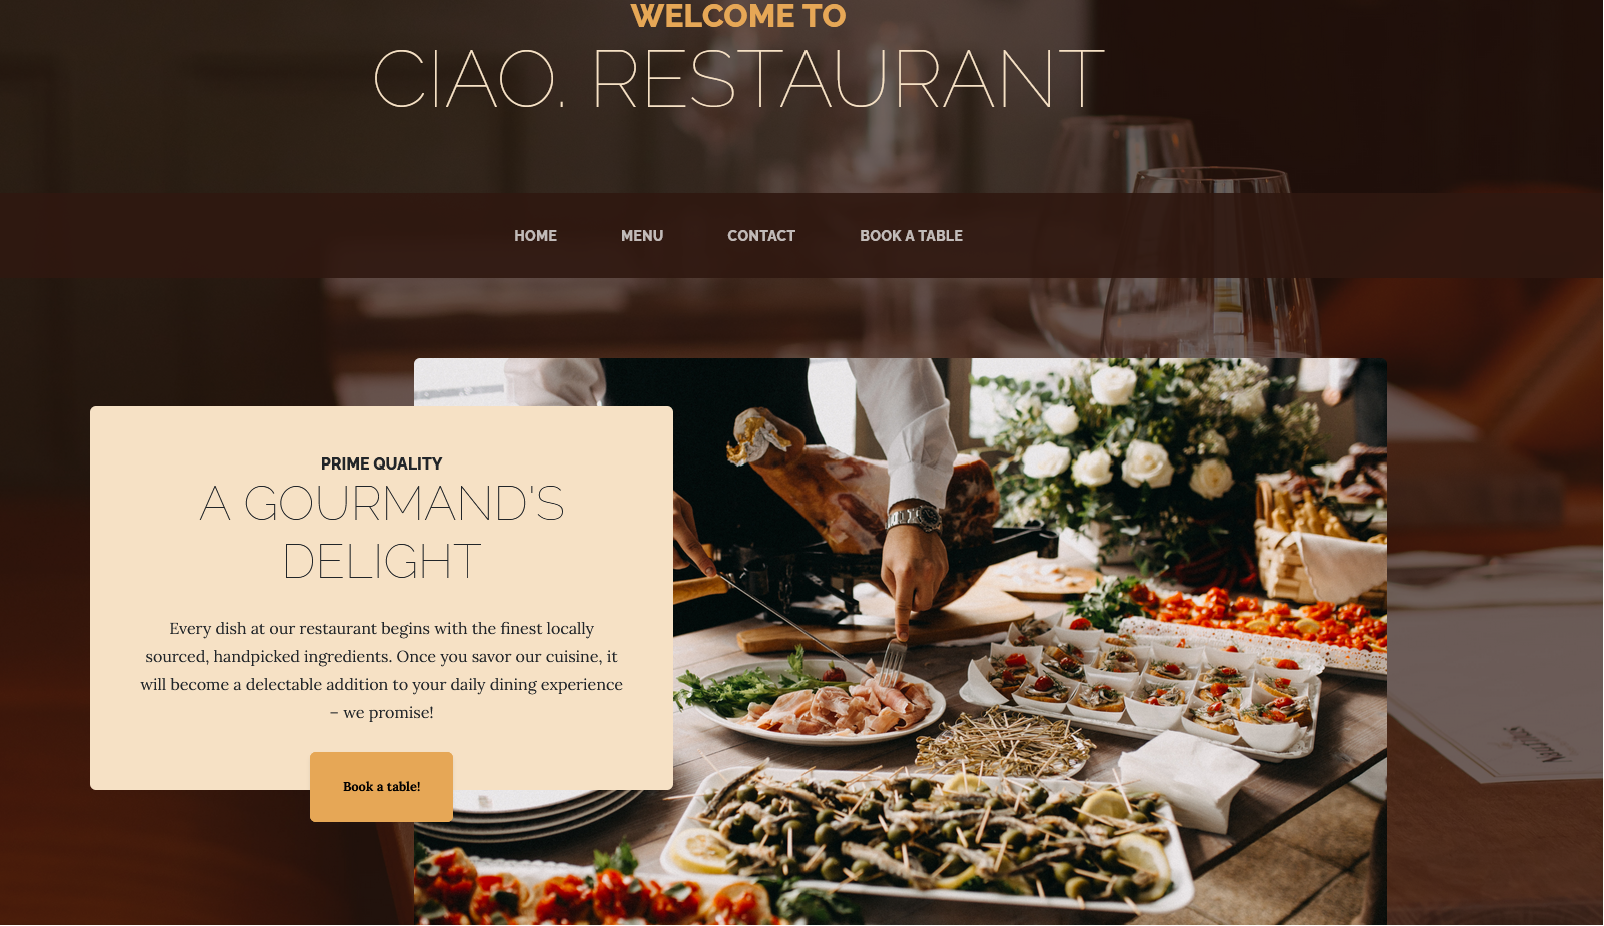 WELCOME TO
CIAO. RESTAURANT
HOME
MENU
CONTACT
BOOK A TABLE
PRIME QUALITY
A GOURMAND'S
DELIGHT
Every dish at our restaurant begins with the finest locally
sourced, handpicked ingredients. Once you savor our cuisine, it
will become a delectable addition to your daily dining experience
– we promise!
Book a table!